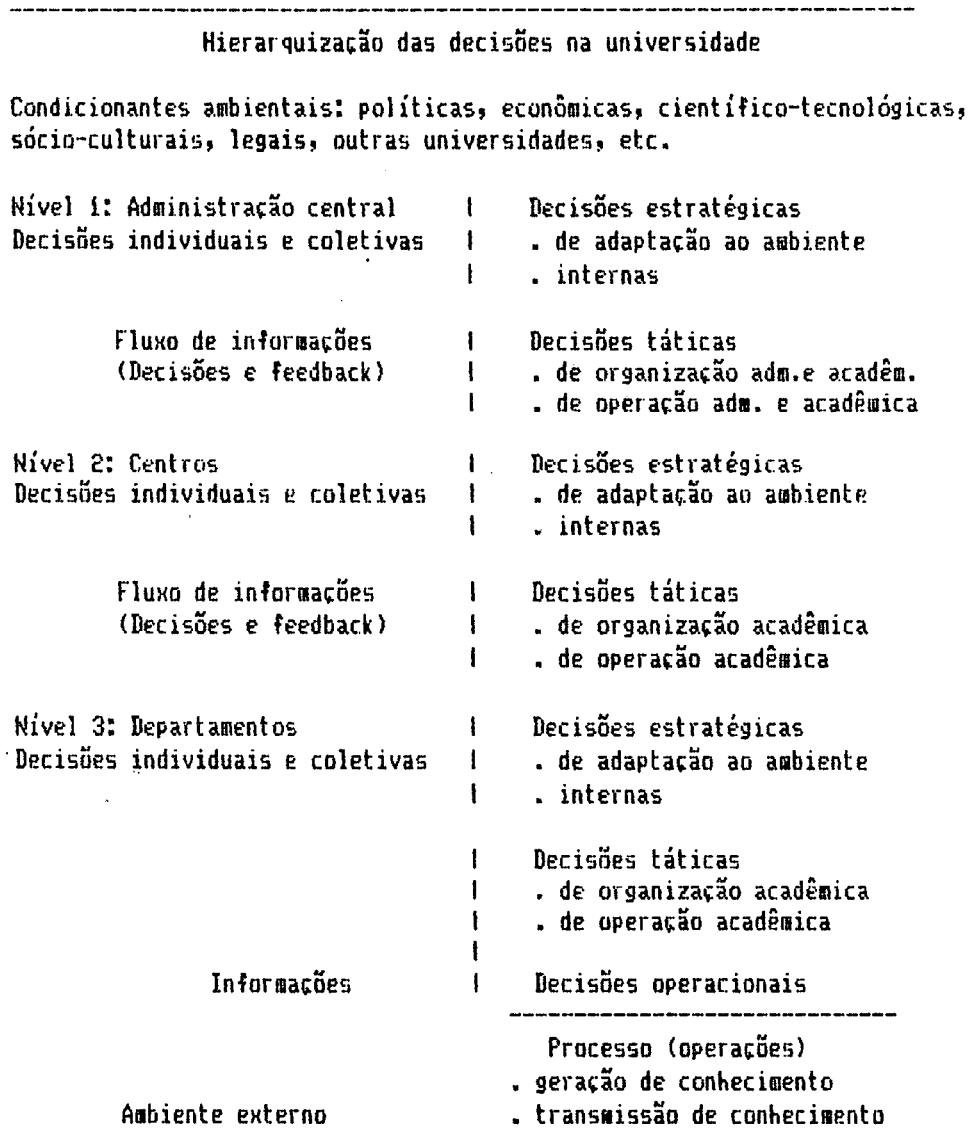 Hierarquização das decisões na universidade
Condicionantes ambientais: políticas, econômicas, científico-tecnológicas,
sócio-culturais, legais, outras universidades, etc.
Nível 1: Administração central | Decisões estratégicas
Decisões individuais e coletivas | . de adaptação ao ambiente
| . internas
Fluxo de informações | Decisões táticas
(Decisões e feedback) | . de organização adm.e acadêm.
| . de operação adm. e acadêmica
Nível 2: Centros | Decisões estratégicas
Decisões individuais e coletivas | . de adaptação ao ambiente
| . internas
Fluxo de informações | Decisões táticas
(Decisões e feedback) | . de organização acadêmica
| . de operação acadêmica
Nível 3: Departamentos | Decisões estratégicas
Decisões individuais e coletivas | . de adaptação ao ambiente
| . internas
| Decisões táticas
| . de organização acadêmica
| . de operação acadêmica
|
Informações | Decisões operacionais
Processo (operações)
. geração de conhecimento
Ambiente externo . transmissão de conhecimento